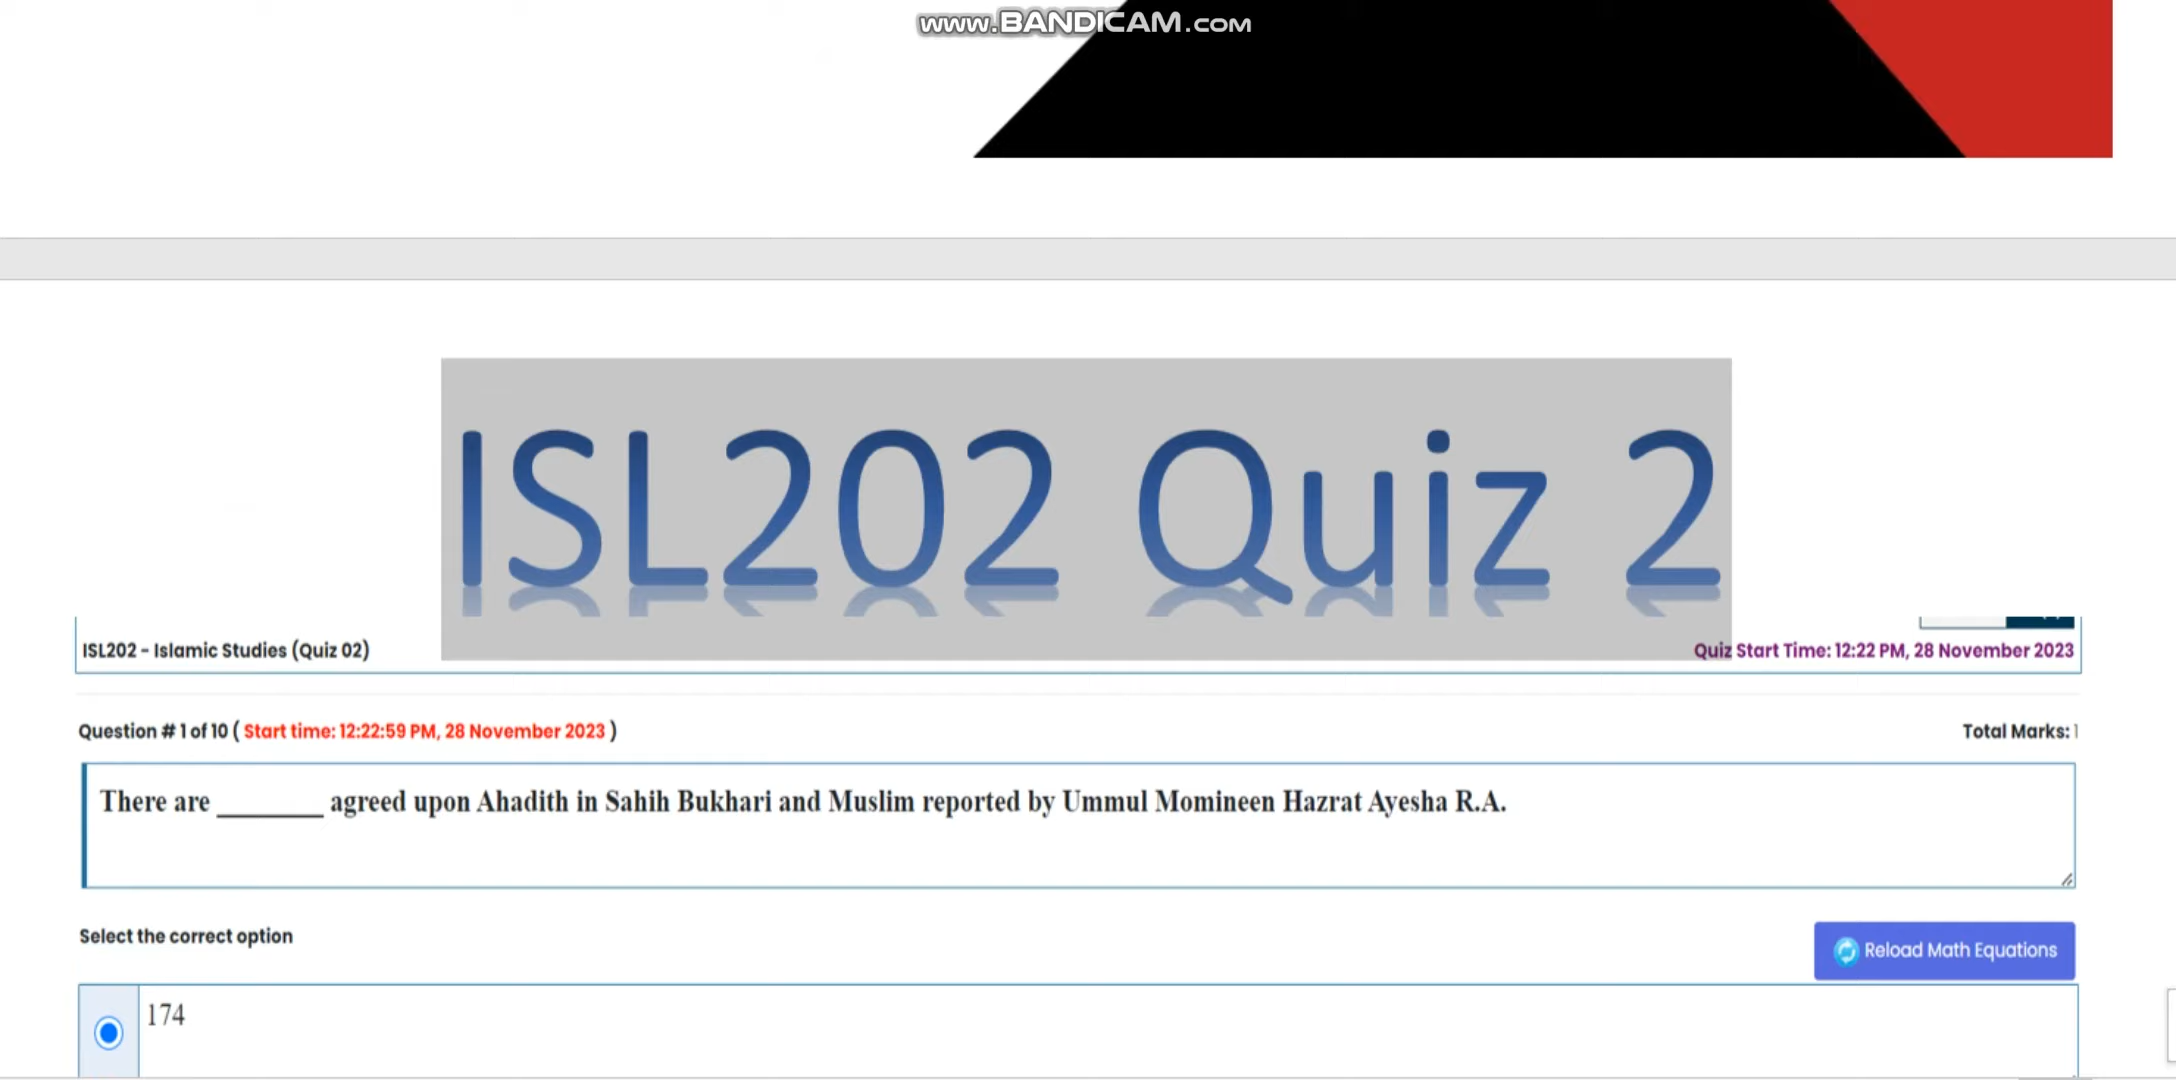 www.BANDICAM.COM
ISL202 Quiz 2
ISL202 - Islamic Studies (Quiz 02)
Quiz Start Time: 12:22 PM, 28 November 2023
Question # 1 of 10 ( Start time: 12:22:59 PM, 28 November 2023 )
Total Marks: 1
There are _______ agreed upon Ahadith in Sahih Bukhari and Muslim reported by Ummul Momineen Hazrat Ayesha R.A.
Select the correct option
Reload Math Equations
174